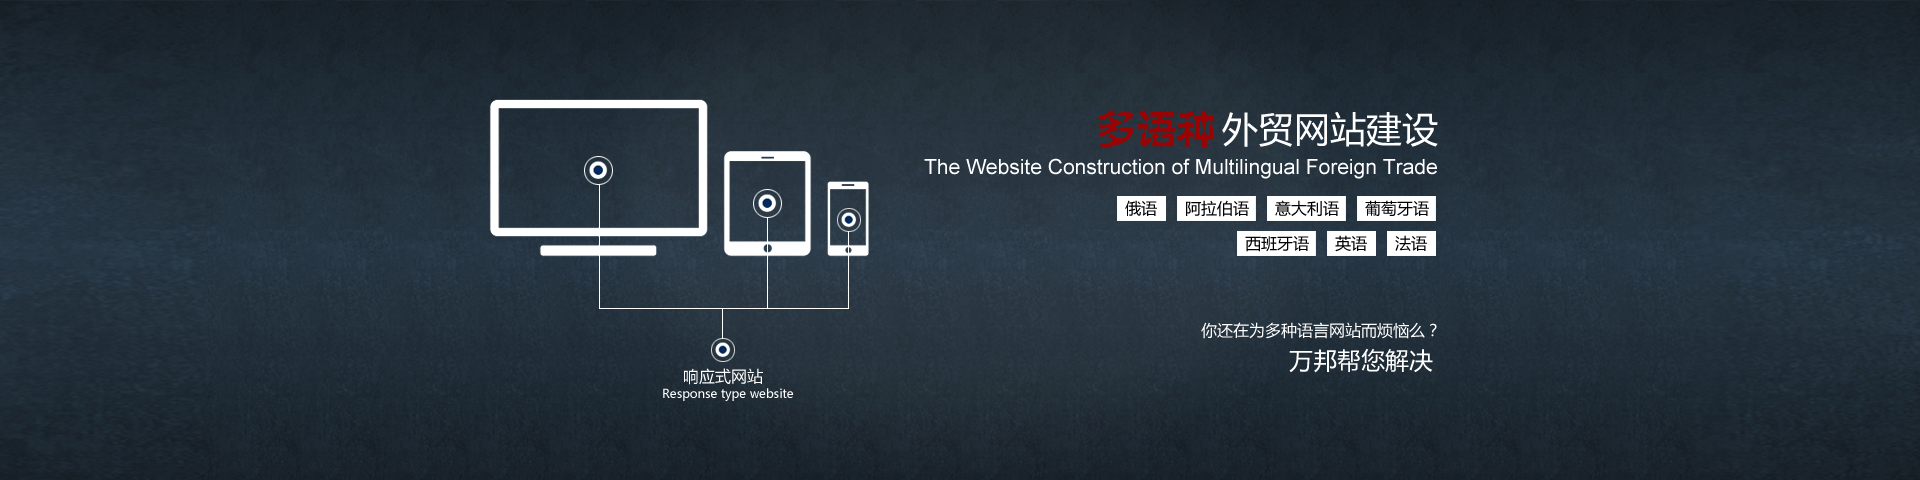 多语种 外贸网站建设
The Website Construction of Multilingual Foreign Trade
俄语 阿拉伯语 意大利语 葡萄牙语
西班牙语 英语 法语
你还在为多种语言网站而烦恼么？
万邦帮您解决
响应式网站
Response type website